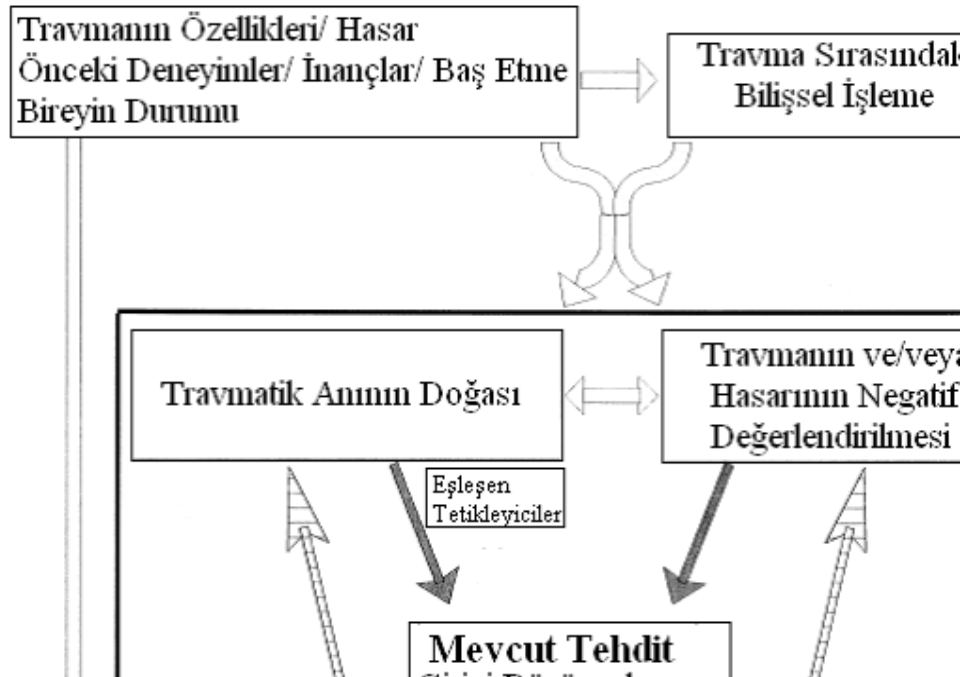 Travmanın Özellikleri/ Hasar
Önceki Deneyimler/ İnançlar/ Baş Etme
Bireyin Durumu
Travma
Bilişsel İşleme
Travmatik Anının Doğası
Travmanın ve/veya
Hasarının Negatif
Değerlendirilmesi
Eşleşen
Tetikleyiciler
Mevcut Tehdit